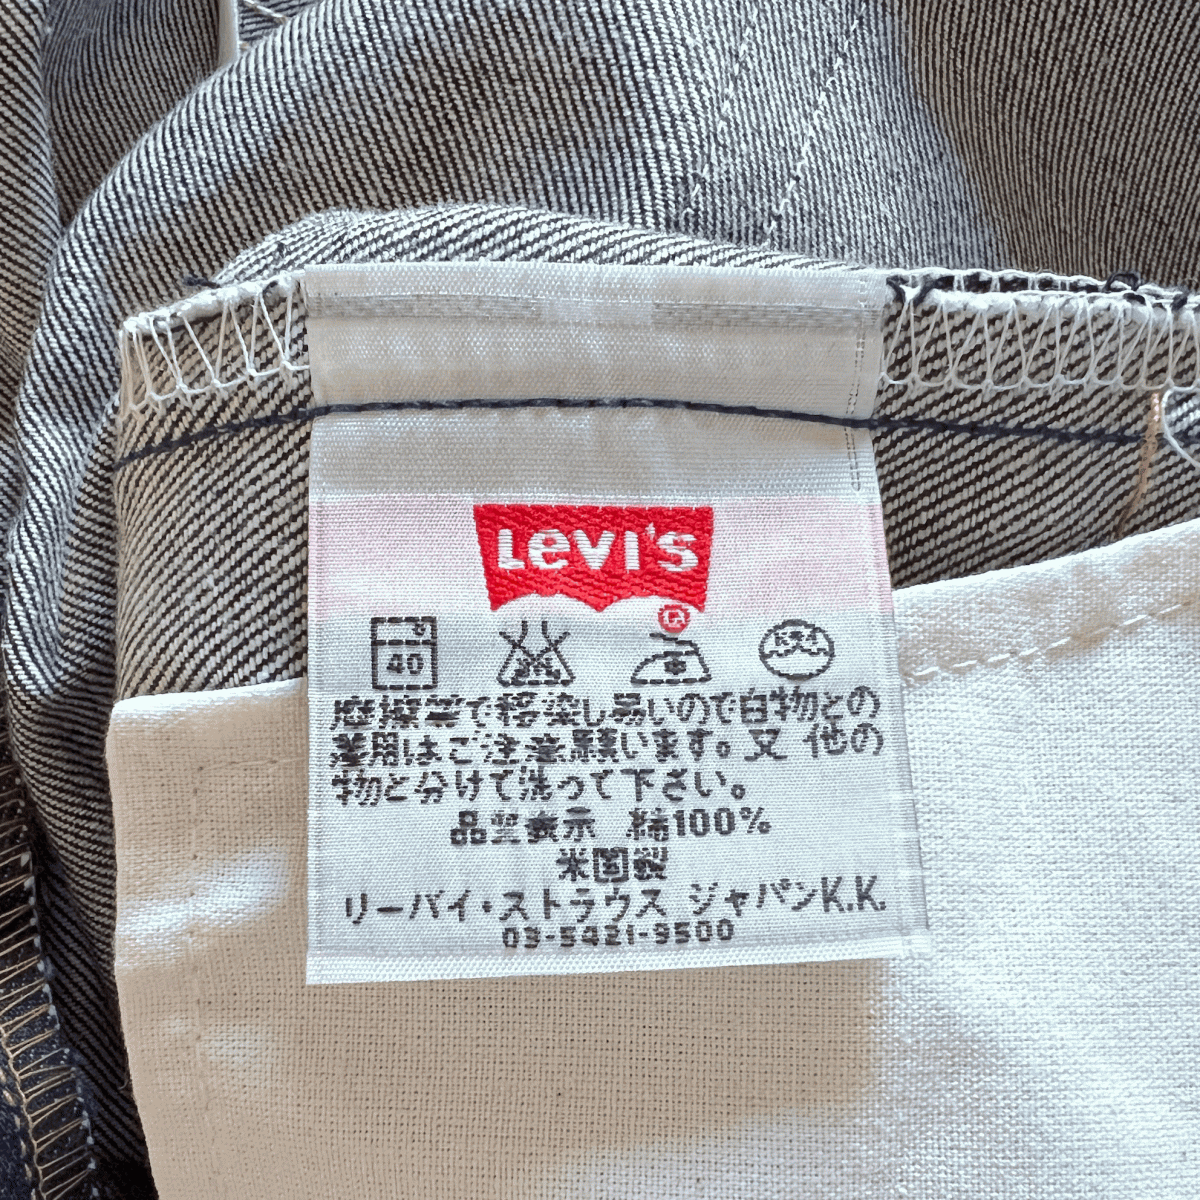 Levi's
R
40
摩擦等で移染し易いので白物との
着用はご注意願います。又 他の
物と分けて洗って下さい。
品質表示 綿100%
米国製
リーバイ・ストラウス ジャパンK.K.
03-5421-9500